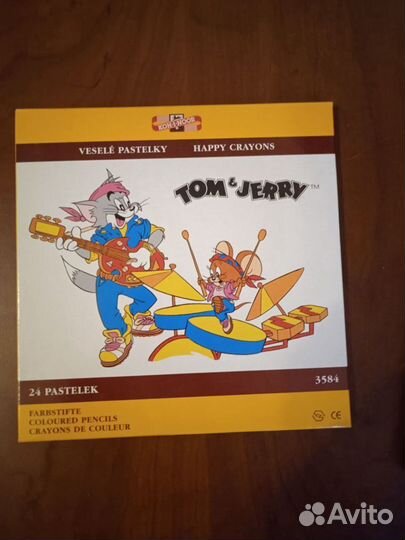 KOH-I-NOOR
VESELÉ PASTELKY HAPPY CRAYONS
TOM & JERRY™
24 PASTELEK 3584
FARBSTIFTE
COLOURED PENCILS
CRAYONS DE COULEUR
CE
Avito